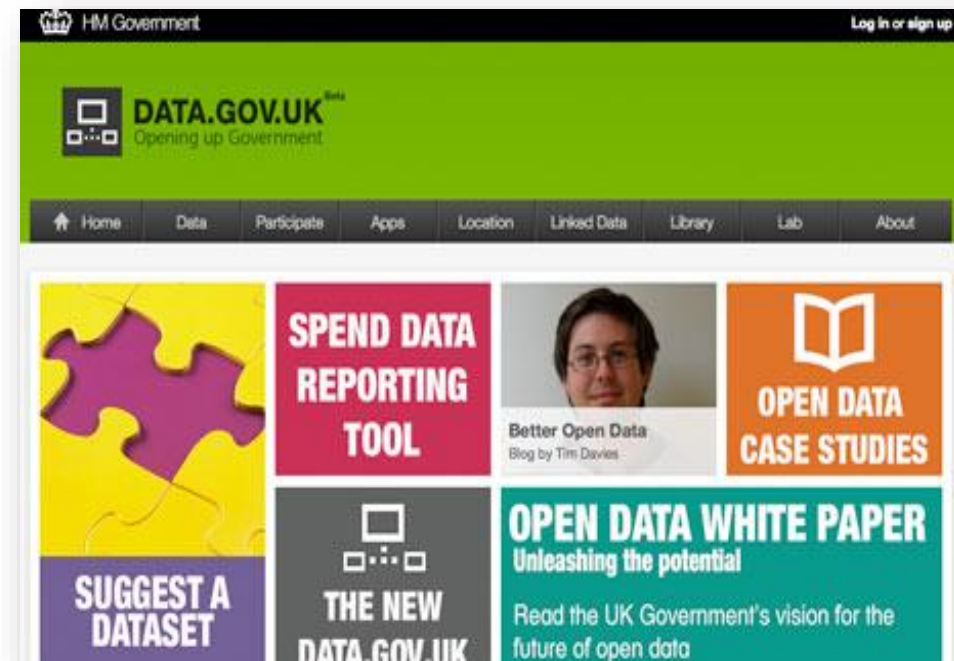 HM Government
Log in or sign up
DATA.GOV.UK Beta
Opening up Government
Home Data Participate Apps Location Linked Data Library Lab About
SPEND DATA
REPORTING
TOOL
Better Open Data
Blog by Tim Davies
OPEN DATA
CASE STUDIES
SUGGEST A
DATASET
THE NEW
DATA.GOV.UK
OPEN DATA WHITE PAPER
Unleashing the potential
Read the UK Government's vision for the
future of open data